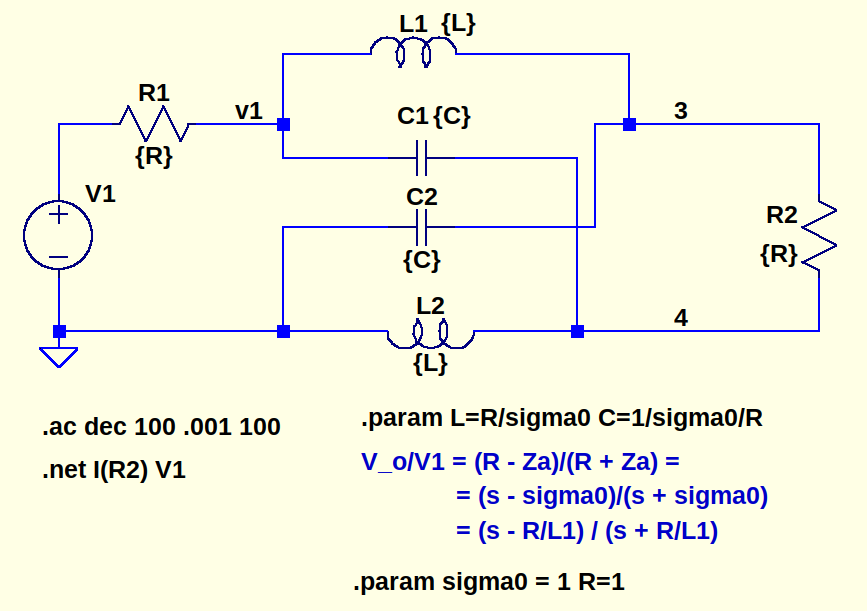 L1 {L}
R1
v1
C1 {C}
3
{R}
V1
C2
R2
{C}
{R}
L2
4
{L}
.ac dec 100 .001 100
.net I(R2) V1
.param L=R/sigma0 C=1/sigma0/R
V_o/V1 = (R - Za)/(R + Za) =
= (s - sigma0)/(s + sigma0)
= (s - R/L1) / (s + R/L1)
.param sigma0 = 1 R=1